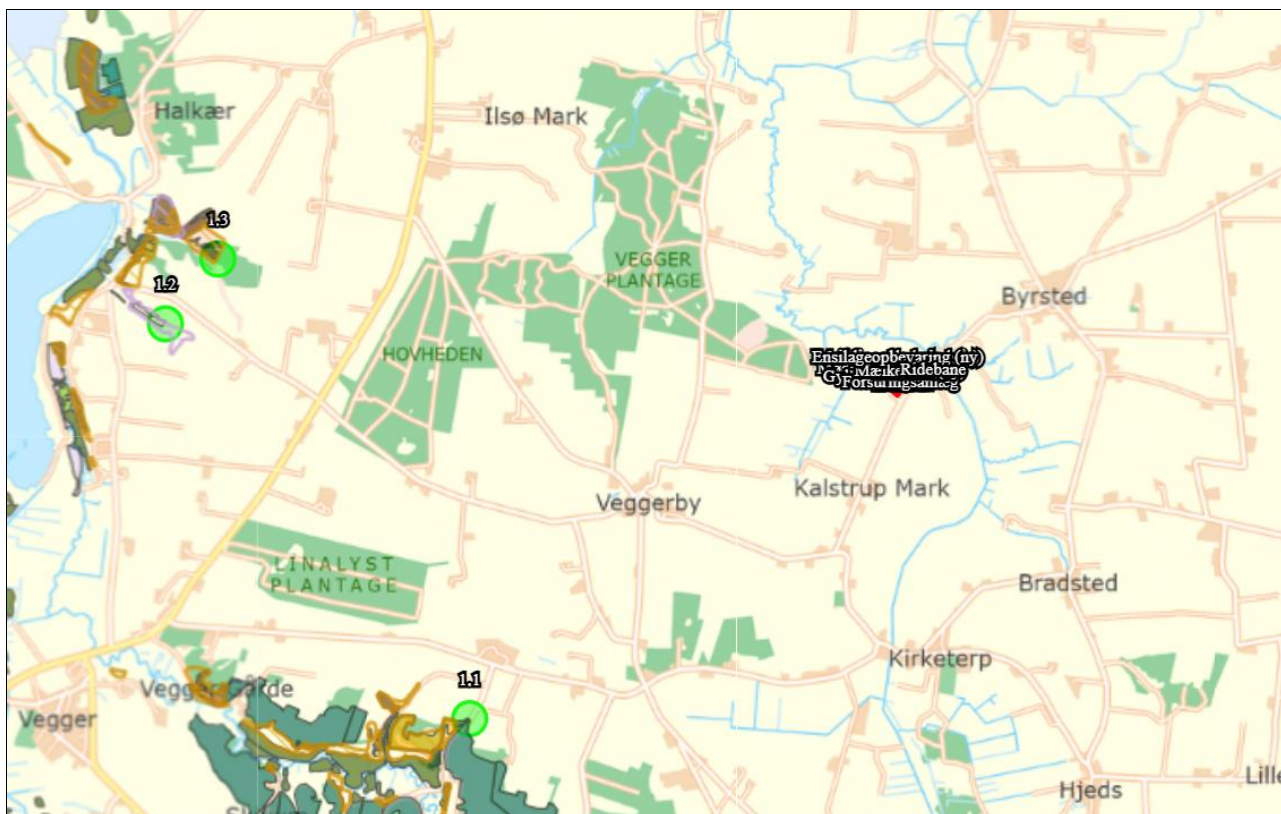 Halkær
Ilsø Mark
1.3
VEGGER
PLANTAGE
1.2
Byrsted
HOVHEDEN
Ensilageopbevaring (ny)
Ridebane
Kalstrup Mark
Veggerby
LINALYST
PLANTAGE
Bradsted
Kirketerp
1.1
Vegger
Hjeds